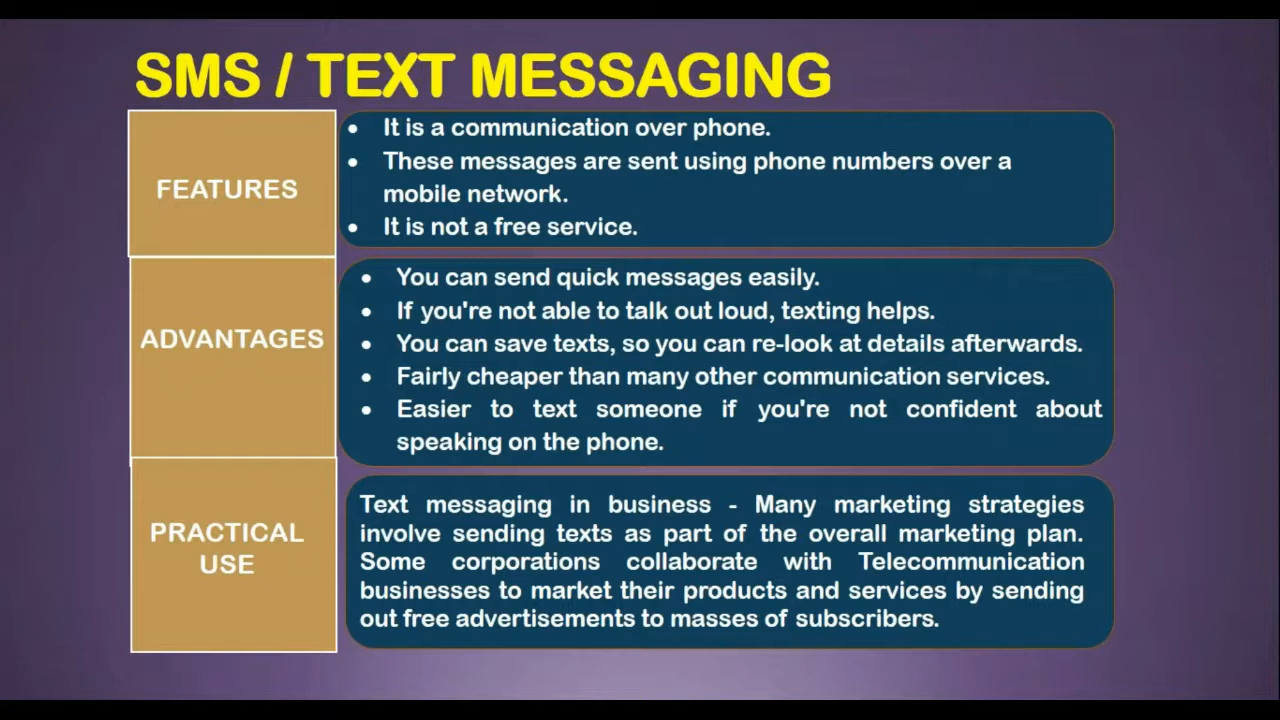 SMS / TEXT MESSAGING
FEATURES
• It is a communication over phone.
• These messages are sent using phone numbers over a
mobile network.
• It is not a free service.
ADVANTAGES
• You can send quick messages easily.
• If you're not able to talk out loud, texting helps.
• You can save texts, so you can re-look at details afterwards.
• Fairly cheaper than many other communication services.
• Easier to text someone if you're not confident about
speaking on the phone.
PRACTICAL
USE
Text messaging in business - Many marketing strategies
involve sending texts as part of the overall marketing plan.
Some corporations collaborate with Telecommunication
businesses to market their products and services by sending
out free advertisements to masses of subscribers.